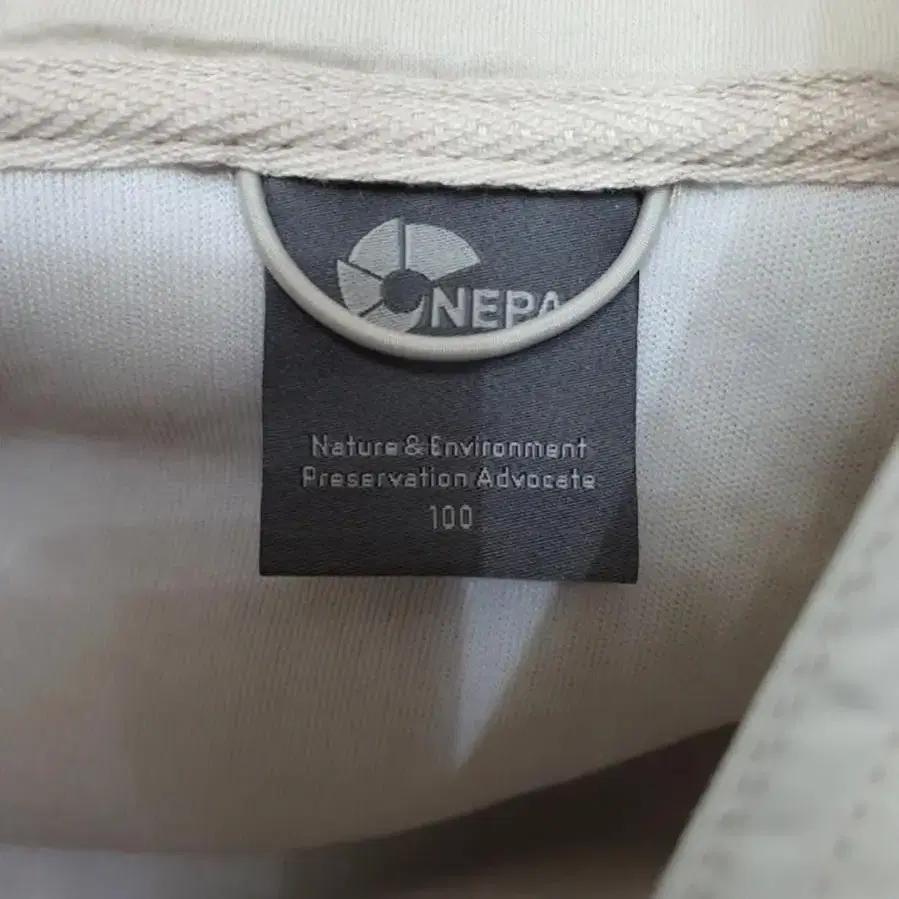 NEPA
Nature & Environment
Preservation Advocate
100